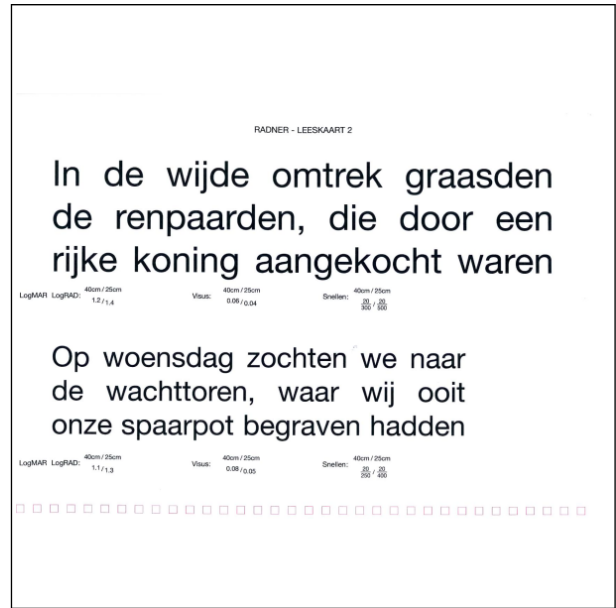 RADNER - LEESKAART 2
In de wijde omtrek graasden
de renpaarden, die door een
rijke koning aangekocht waren
LogMAR LogRAD: 40cm / 25cm 1.2 / 1.4 Visus: 40cm / 25cm 0.06 / 0.04 Snellen: 40cm / 25cm 20/300 / 20/500
Op woensdag zochten we naar
de wachttoren, waar wij ooit
onze spaarpot begraven hadden
LogMAR LogRAD: 40cm / 25cm 1.1 / 1.3 Visus: 40cm / 25cm 0.08 / 0.05 Snellen: 40cm / 25cm 20/250 / 20/400